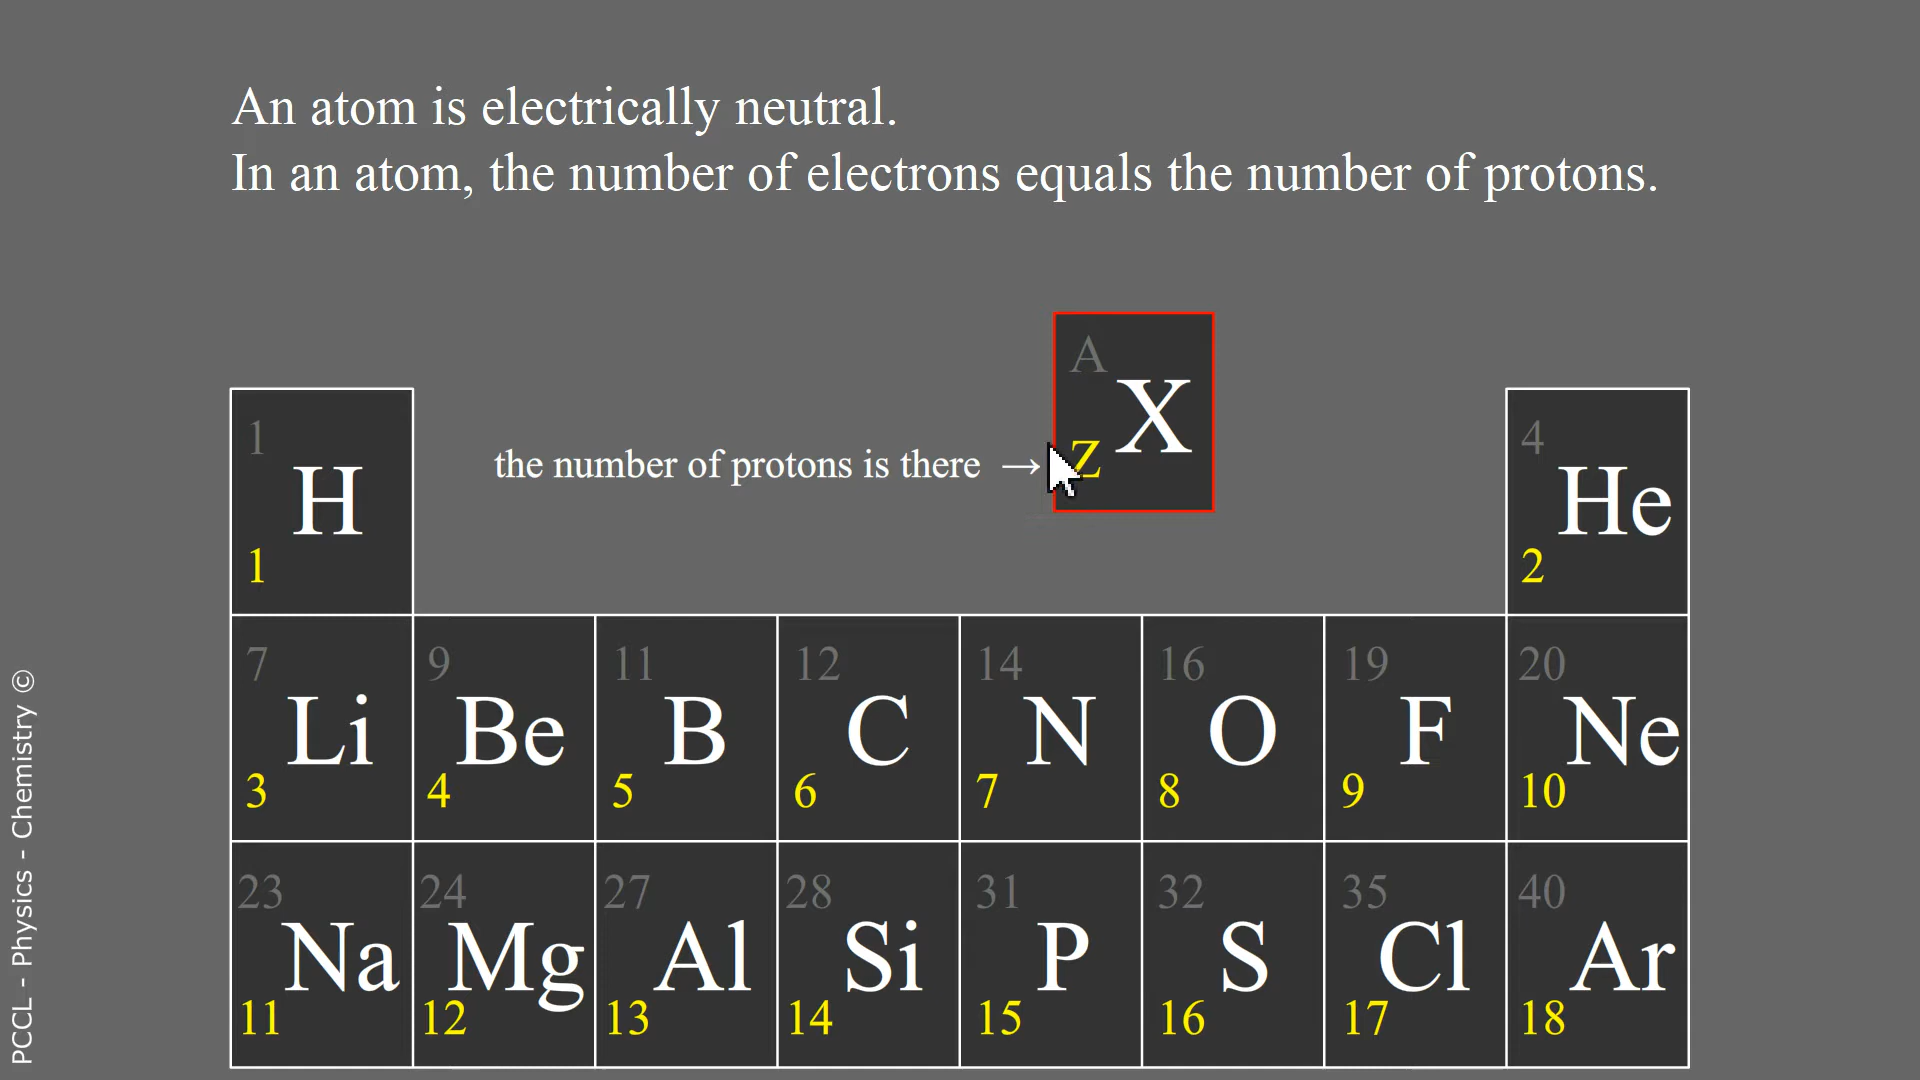 An atom is electrically neutral.
In an atom, the number of electrons equals the number of protons.
the number of protons is there →
A
X
Z
1
H
1
4
He
2
7
Li
3
9
Be
4
11
B
5
12
C
6
14
N
7
16
O
8
19
F
9
20
Ne
10
23
Na
11
24
Mg
12
27
Al
13
28
Si
14
31
P
15
32
S
16
35
Cl
17
40
Ar
18
PCCL - Physics - Chemistry ©